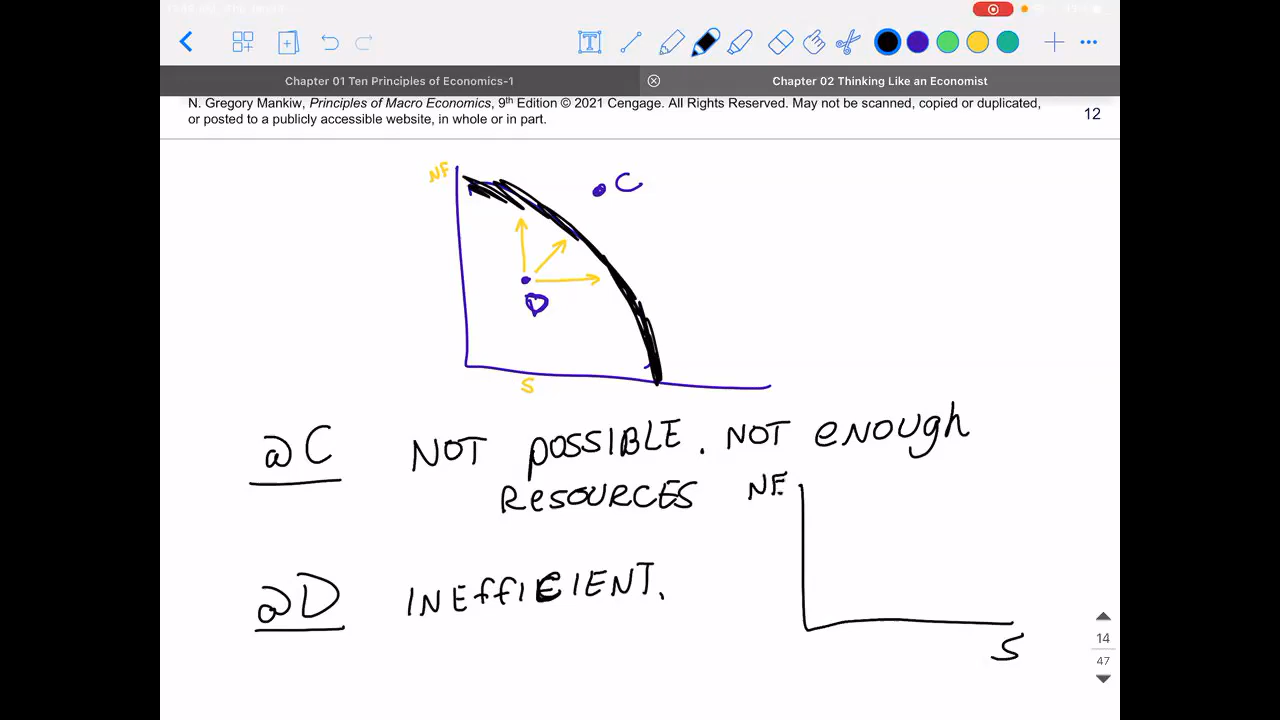 Chapter 01 Ten Principles of Economics-1
Chapter 02 Thinking Like an Economist
N. Gregory Mankiw, Principles of Macro Economics, 9th Edition © 2021 Cengage. All Rights Reserved. May not be scanned, copied or duplicated,
or posted to a publicly accessible website, in whole or in part.
12
NF
C
D
S
@C NOT POSSIBLE. NOT ENOUGH
RESOURCES
NF
@D INEFFICIENT.
S
14
47